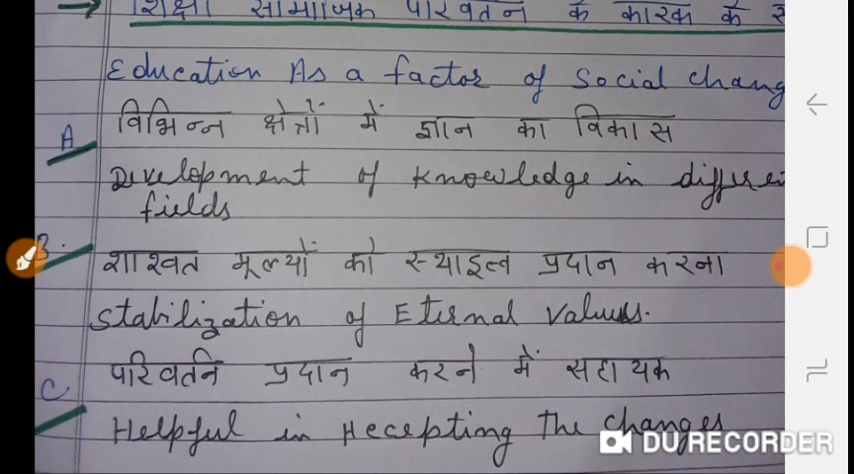 → शिक्षा सामाजिक परिवर्तन के कारक के
Education As a factor of Social chang
A विभिन्न क्षेत्रों में ज्ञान का विकास
Development of Knowledge in differe
fields
B. शाश्वत मूल्यों को स्थाइत्व प्रदान करना
Stabilization of Eternal Values.
C परिवर्तन प्रदान करने में सहायक
Helpful in Hecepting The changes
DU RECORDER